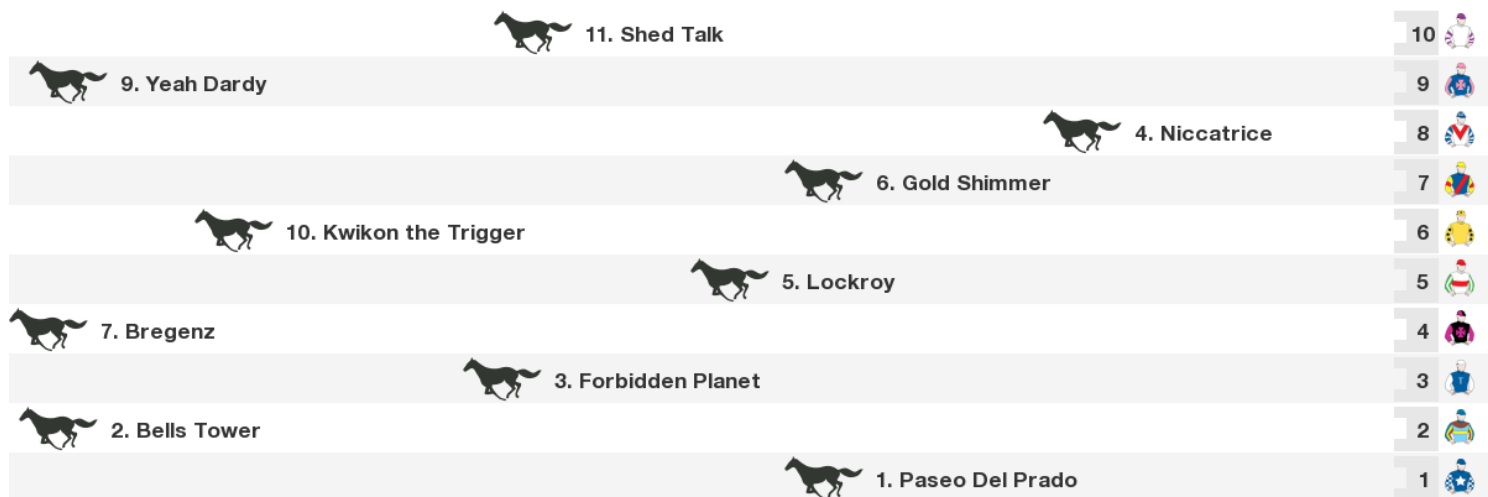 11. Shed Talk 10
9. Yeah Dardy 9
4. Niccatrice 8
6. Gold Shimmer 7
10. Kwikon the Trigger 6
5. Lockroy 5
7. Bregenz 4
3. Forbidden Planet 3
2. Bells Tower 2
1. Paseo Del Prado 1